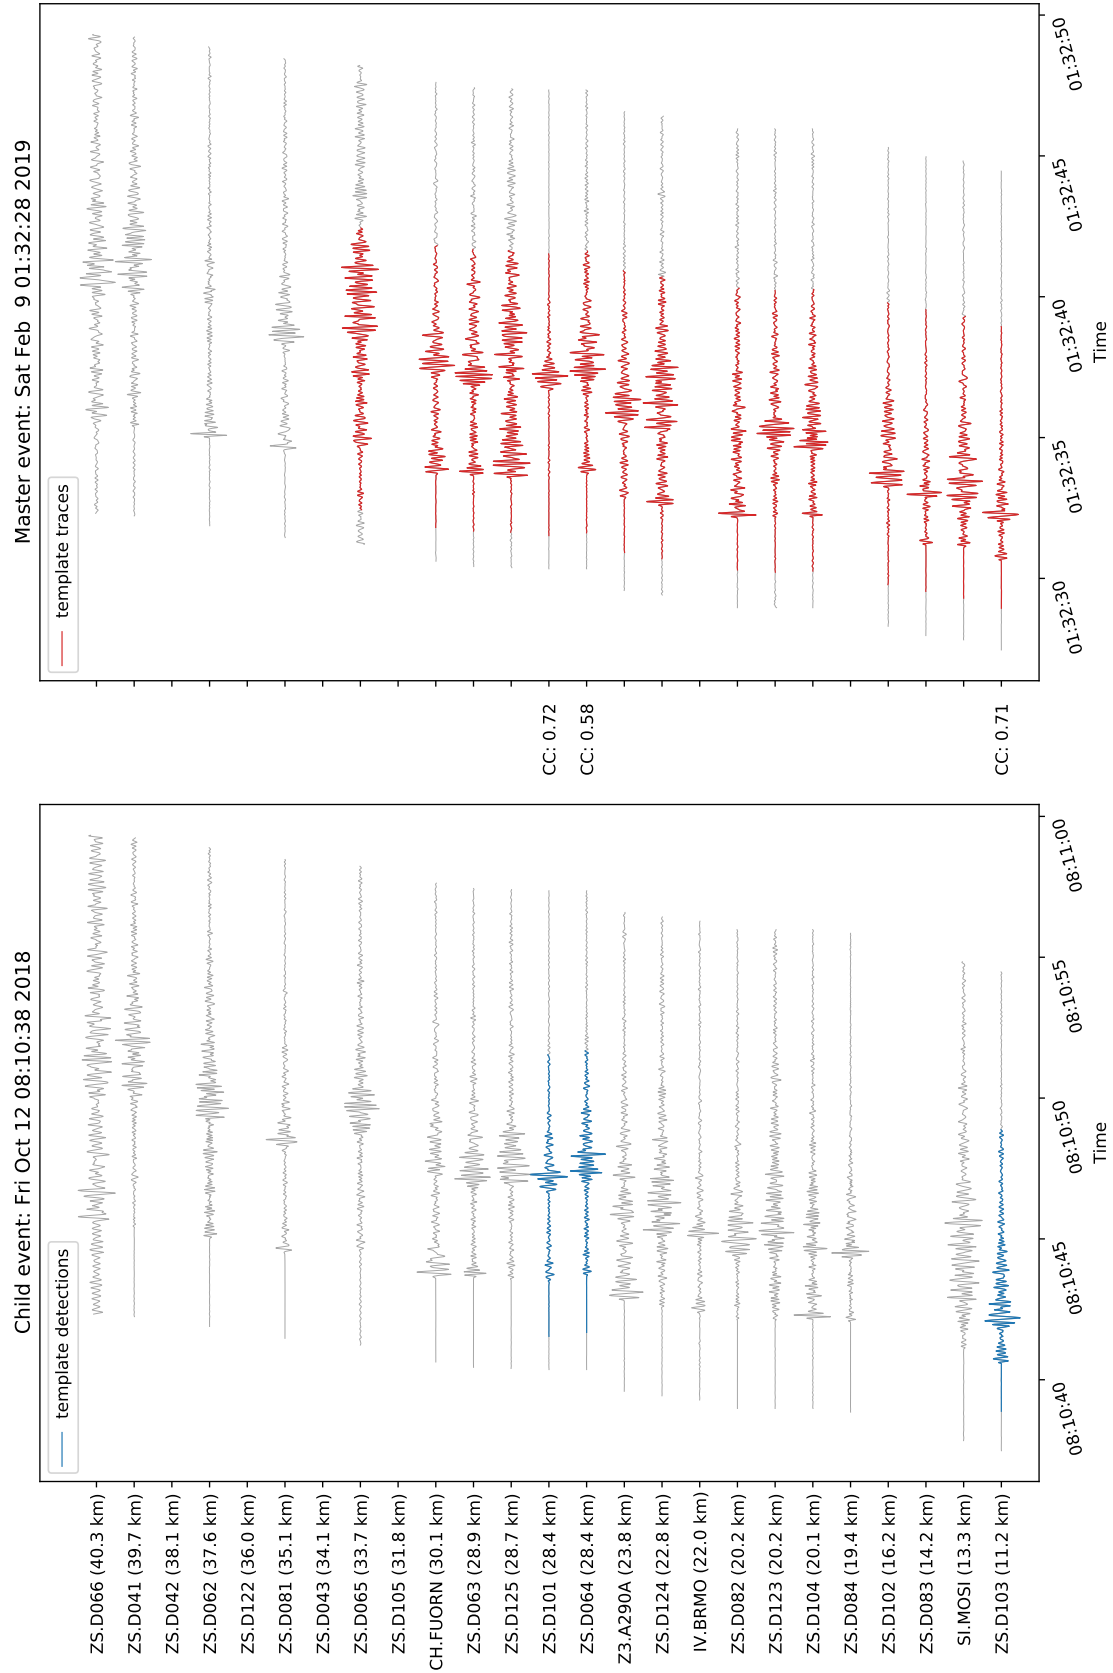 Child event: Fri Oct 12 08:10:38 2018
template detections
ZS.D066 (40.3 km)
ZS.D041 (39.7 km)
ZS.D042 (38.1 km)
ZS.D062 (37.6 km)
ZS.D122 (36.0 km)
ZS.D081 (35.1 km)
ZS.D043 (34.1 km)
ZS.D065 (33.7 km)
ZS.D105 (31.8 km)
CH.FUORN (30.1 km)
ZS.D063 (28.9 km)
ZS.D125 (28.7 km)
ZS.D101 (28.4 km)
ZS.D064 (28.4 km)
Z3.A290A (23.8 km)
ZS.D124 (22.8 km)
IV.BRMO (22.0 km)
ZS.D082 (20.2 km)
ZS.D123 (20.2 km)
ZS.D104 (20.1 km)
ZS.D084 (19.4 km)
ZS.D102 (16.2 km)
ZS.D083 (14.2 km)
SI.MOSI (13.3 km)
ZS.D103 (11.2 km)
08:10:40
08:10:45
08:10:50
08:10:55
08:11:00
Time
Master event: Sat Feb  9 01:32:28 2019
template traces
CC: 0.72
CC: 0.58
CC: 0.71
01:32:30
01:32:35
01:32:40
01:32:45
01:32:50
Time